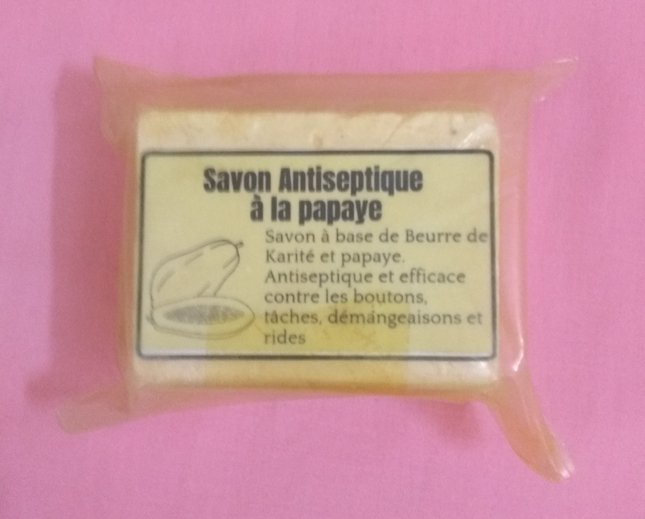 Savon Antiseptique
à la papaye
Savon à base de Beurre de
Karité et papaye.
Antiseptique et efficace
contre les boutons,
tâches, démangeaisons et
rides